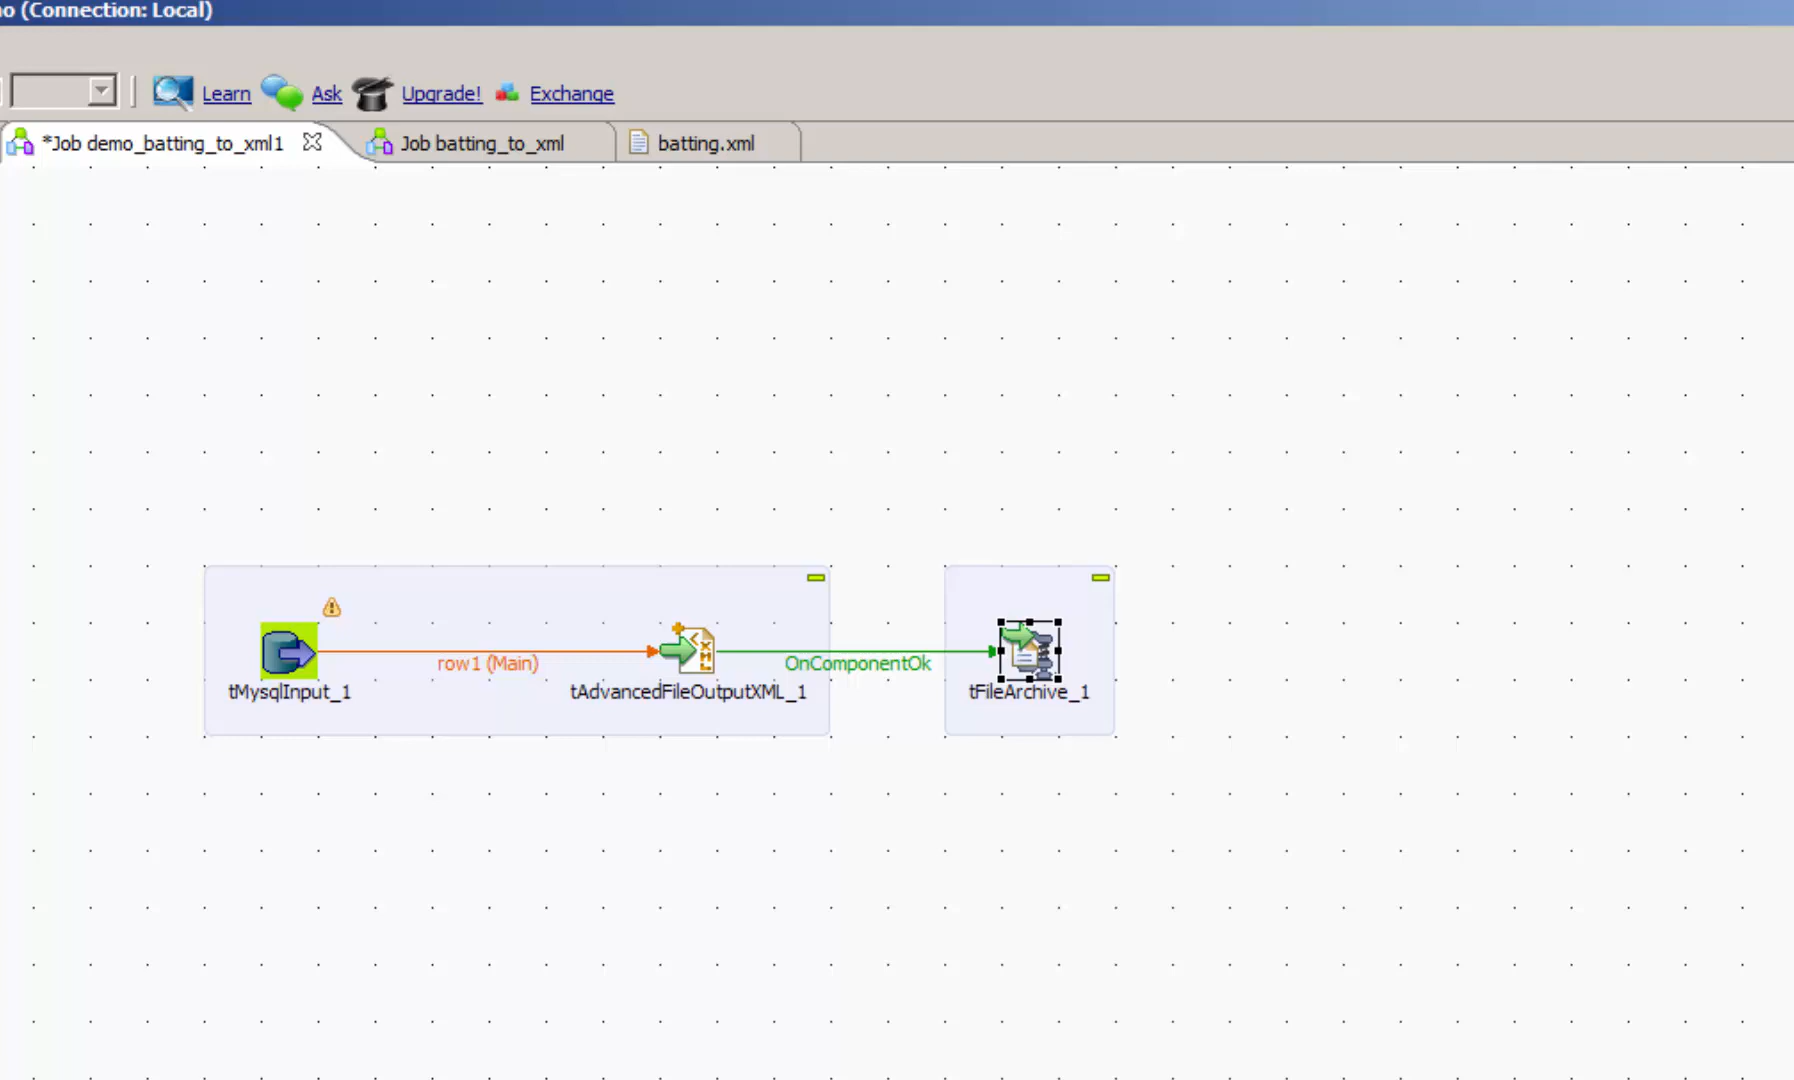 (Connection: Local)
Learn Ask Upgrade! Exchange
*Job demo_batting_to_xml1 Job batting_to_xml batting.xml
row1 (Main) OnComponentOk
tMysqlInput_1 tAdvancedFileOutputXML_1 tFileArchive_1